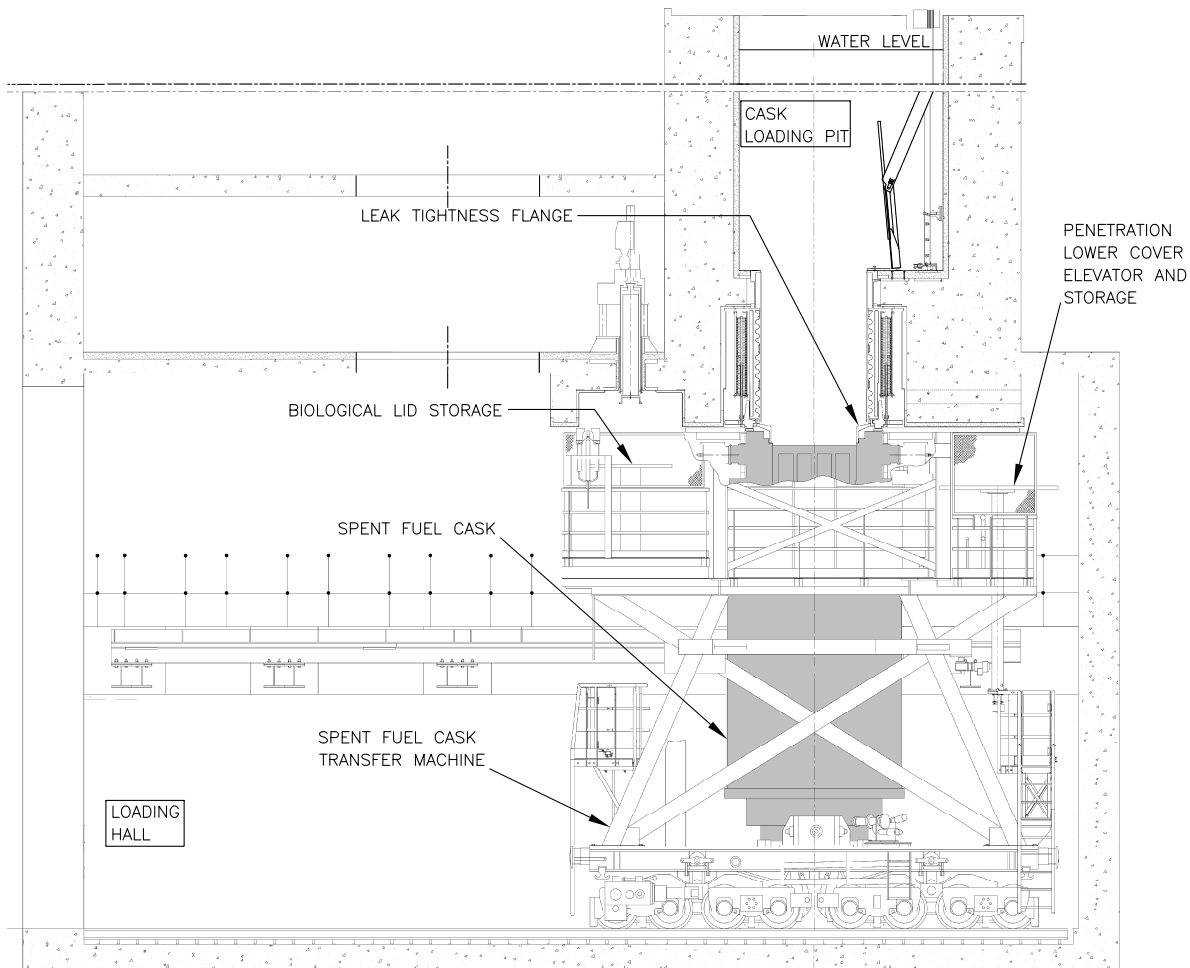 WATER LEVEL
CASK
LOADING PIT
LEAK TIGHTNESS FLANGE
PENETRATION
LOWER COVER
ELEVATOR AND
STORAGE
BIOLOGICAL LID STORAGE
SPENT FUEL CASK
SPENT FUEL CASK
TRANSFER MACHINE
LOADING
HALL